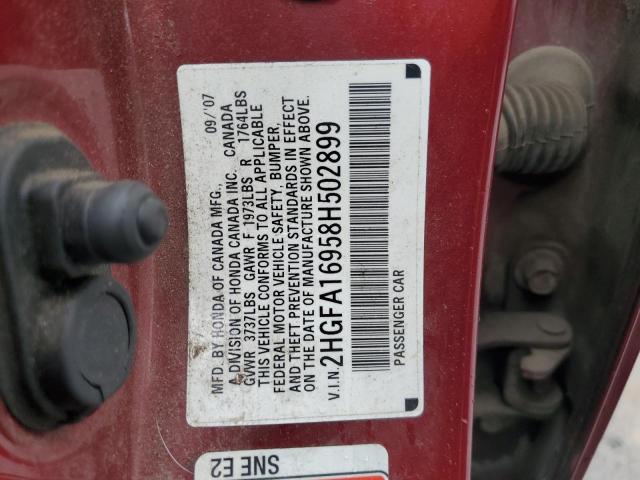 MFD. BY HONDA OF CANADA MFG., 09/'07
A DIVISION OF HONDA CANADA INC. CANADA
GVWR 3737LBS GAWR F 1973LBS R 1764LBS
THIS VEHICLE CONFORMS TO ALL APPLICABLE
FEDERAL MOTOR VEHICLE SAFETY, BUMPER,
AND THEFT PREVENTION STANDARDS IN EFFECT
ON THE DATE OF MANUFACTURE SHOWN ABOVE.
V.I.N. 2HGFA16958H502899
PASSENGER CAR
SNE E2